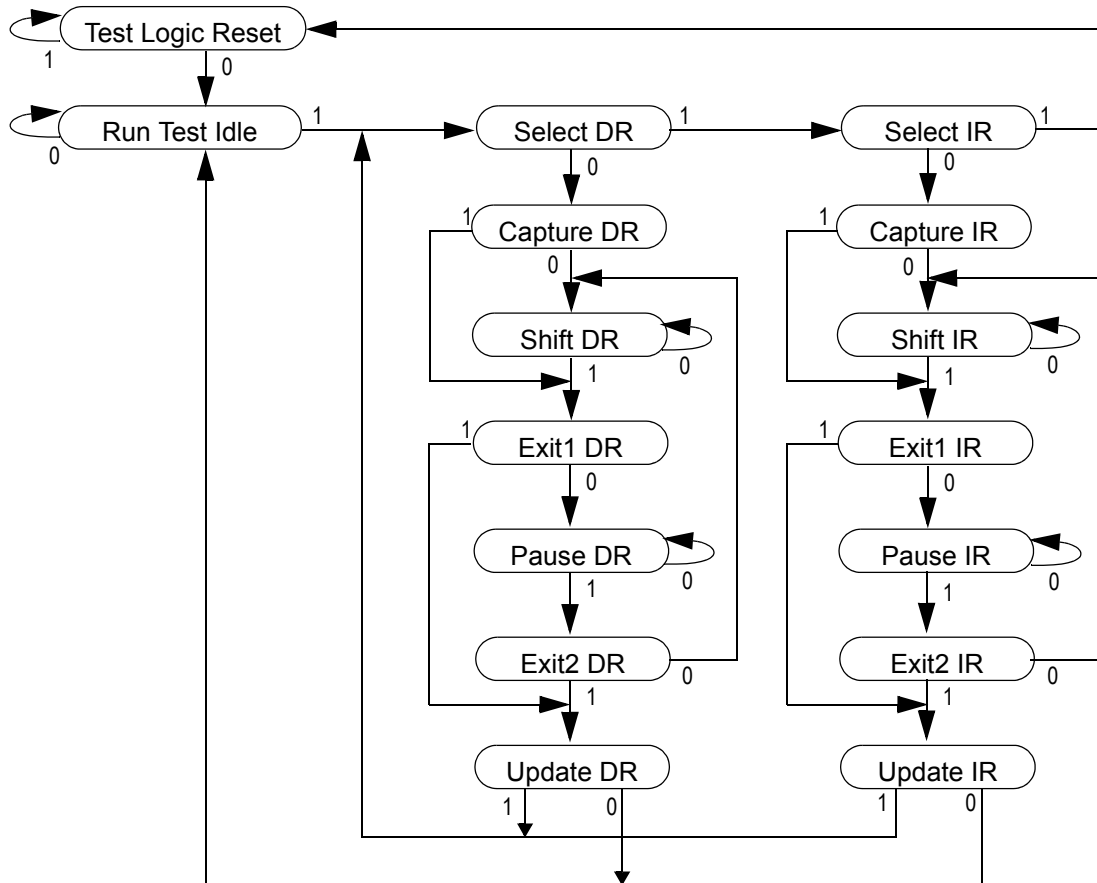 Test Logic Reset
1
0
Run Test Idle
1
Select DR
1
Select IR
1
0
0
0
1
Capture DR
1
Capture IR
0
0
Shift DR
Shift IR
0
0
1
1
1
Exit1 DR
1
Exit1 IR
0
0
Pause DR
Pause IR
0
0
1
1
Exit2 DR
Exit2 IR
0
0
1
1
Update DR
Update IR
1
0
1
0